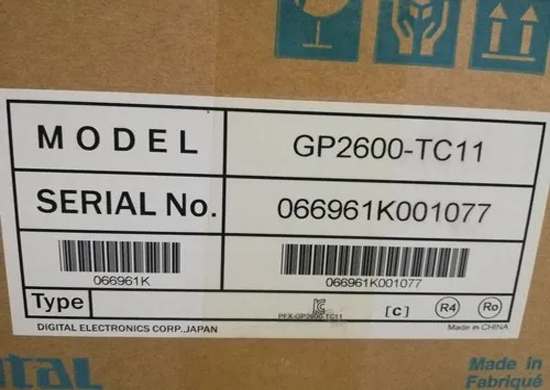 MODEL GP2600-TC11
SERIAL No. 066961K001077
066961K 066961K001077
Type PFX-GP2600-TC11 [c] R4 Ro
DIGITAL ELECTRONICS CORP.,JAPAN Made in CHINA
ITAL Made in
Fabriqué